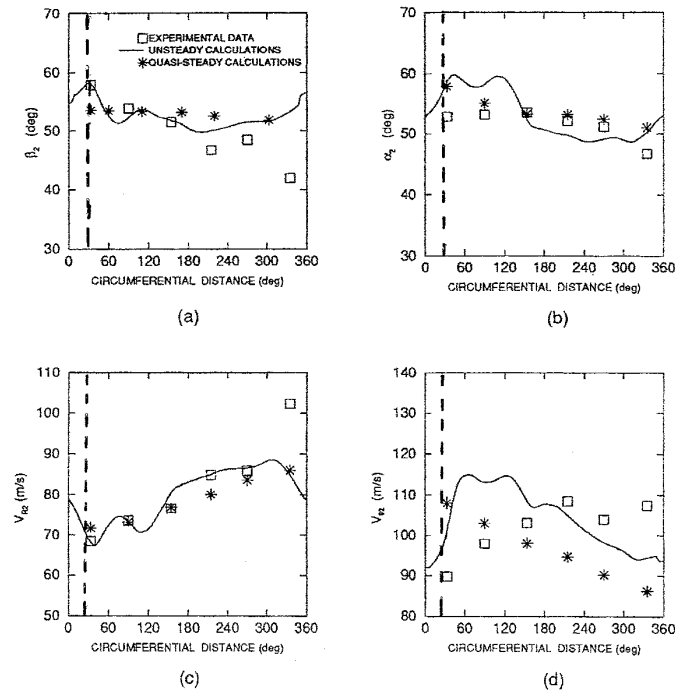 70
60
50
40
30
β₂ (deg)
EXPERIMENTAL DATA
UNSTEADY CALCULATIONS
QUASI-STEADY CALCULATIONS
0 60 120 180 240 300 360
CIRCUMFERENTIAL DISTANCE (deg)
(a)
70
60
50
40
30
α₂ (deg)
0 60 120 180 240 300 360
CIRCUMFERENTIAL DISTANCE (deg)
(b)
110
100
90
80
70
60
50
V_R2 (m/s)
0 60 120 180 240 300 360
CIRCUMFERENTIAL DISTANCE (deg)
(c)
140
130
120
110
100
90
80
(m/s)
0 60 120 180 240 300 360
CIRCUMFERENTIAL DISTANCE (deg)
(d)